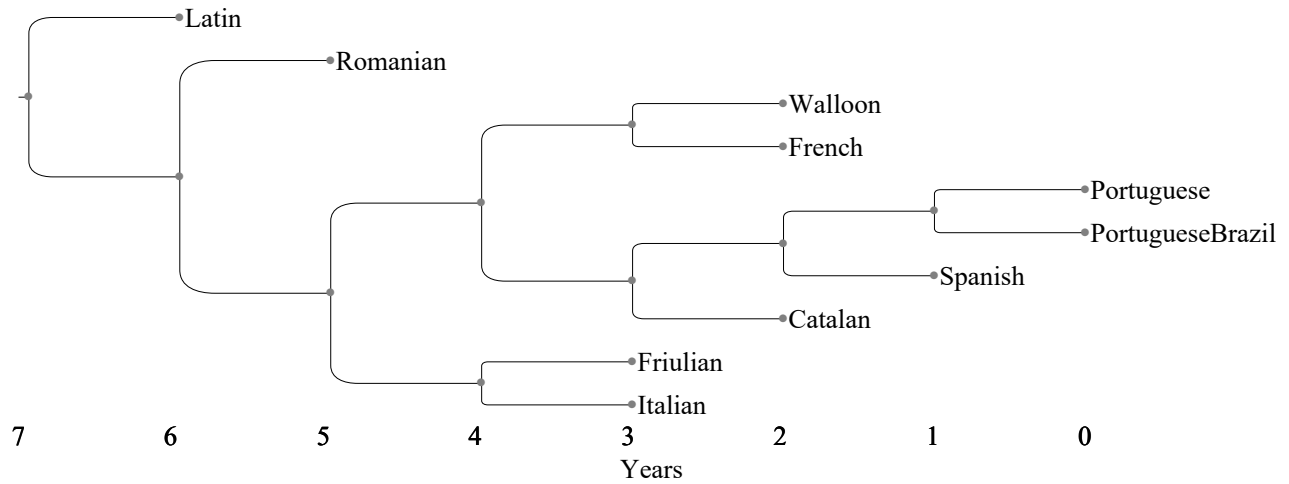 Latin
Romanian
Walloon
French
Portuguese
PortugueseBrazil
Spanish
Catalan
Friulian
Italian
7 6 5 4 3 2 1 0
Years